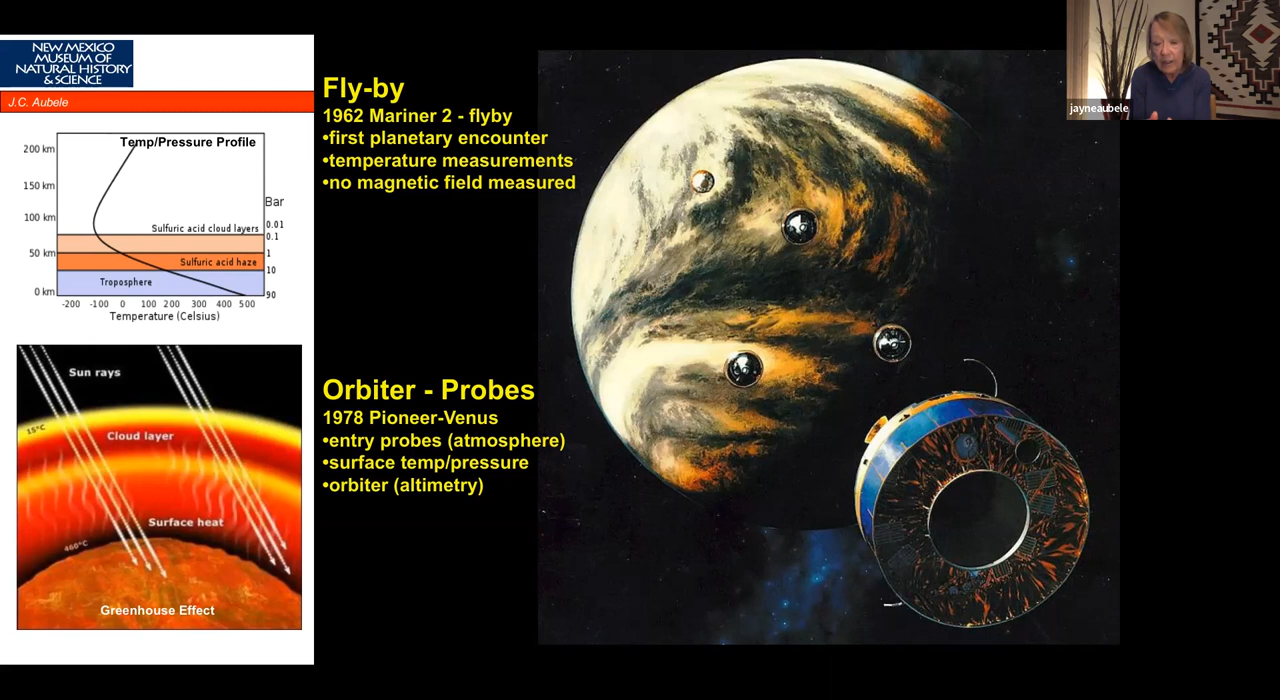 NEW MEXICO
MUSEUM OF
NATURAL HISTORY
& SCIENCE
J.C. Aubele
Temp/Pressure Profile
200 km
150 km
100 km
50 km
0 km
Bar
0.01
0.1
1
10
90
Sulfuric acid cloud layers
Sulfuric acid haze
Troposphere
-200 -100 0 100 200 300 400 500
Temperature (Celsius)
Sun rays
15°C
Cloud layer
Surface heat
460°C
Greenhouse Effect
Fly-by
1962 Mariner 2 - flyby
•first planetary encounter
•temperature measurements
•no magnetic field measured
Orbiter - Probes
1978 Pioneer-Venus
•entry probes (atmosphere)
•surface temp/pressure
•orbiter (altimetry)
jayneaubele